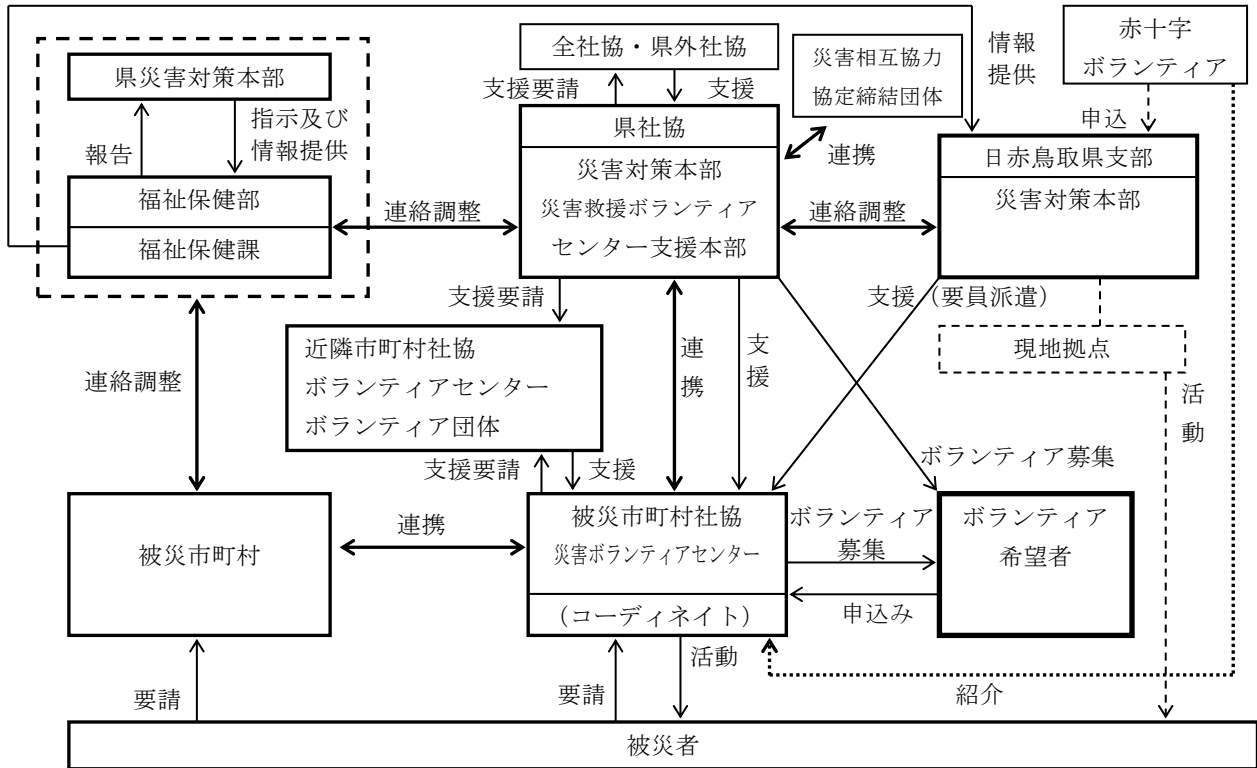 全社協・県外社協
災害相互協力
協定締結団体
情報
提供
赤十字
ボランティア
県災害対策本部
支援要請
支援
申込
指示及び
情報提供
報告
県社協
連携
災害対策本部
災害救援ボランティア
センター支援本部
日赤鳥取県支部
災害対策本部
福祉保健部
福祉保健課
連絡調整
連絡調整
支援要請
支援（要員派遣）
近隣市町村社協
ボランティアセンター
ボランティア団体
連
携
支
援
現地拠点
連絡調整
活
動
支援要請
支援
ボランティア募集
被災市町村
連携
被災市町村社協
災害ボランティアセンター
（コーディネイト）
ボランティア
募集
申込み
ボランティア
希望者
要請
要請
活動
紹介
被災者